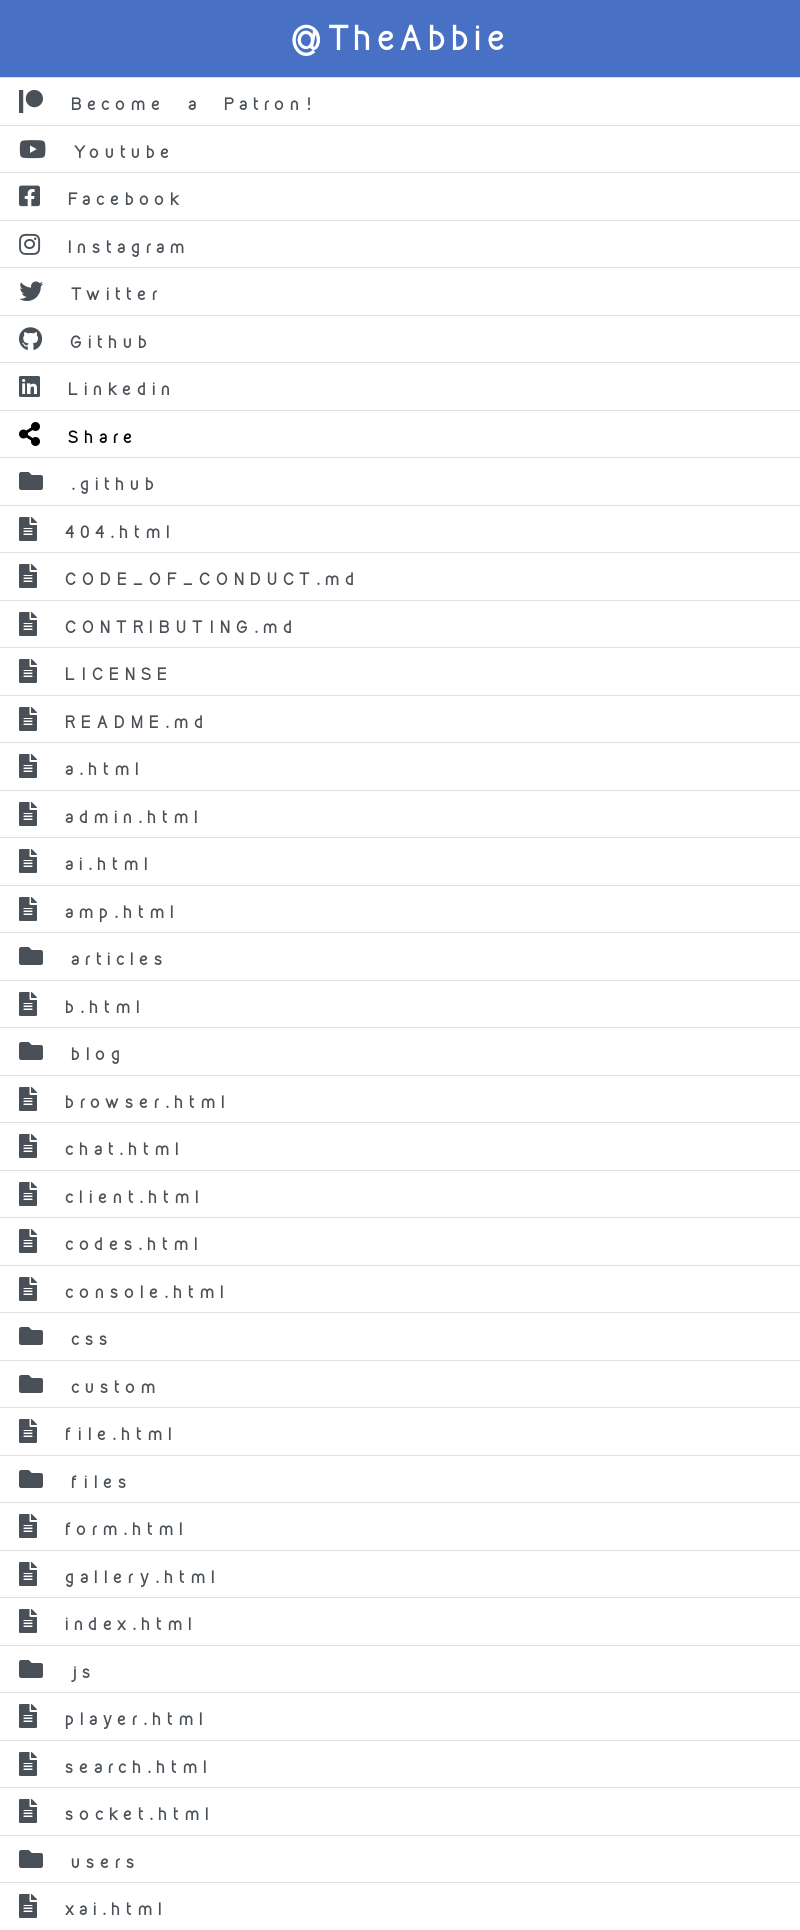 @TheAbbie
Become a Patron!
Youtube
Facebook
Instagram
Twitter
Github
Linkedin
Share
.github
404.html
CODE_OF_CONDUCT.md
CONTRIBUTING.md
LICENSE
README.md
a.html
admin.html
ai.html
amp.html
articles
b.html
blog
browser.html
chat.html
client.html
codes.html
console.html
css
custom
file.html
files
form.html
gallery.html
index.html
js
player.html
search.html
socket.html
users
xai.html